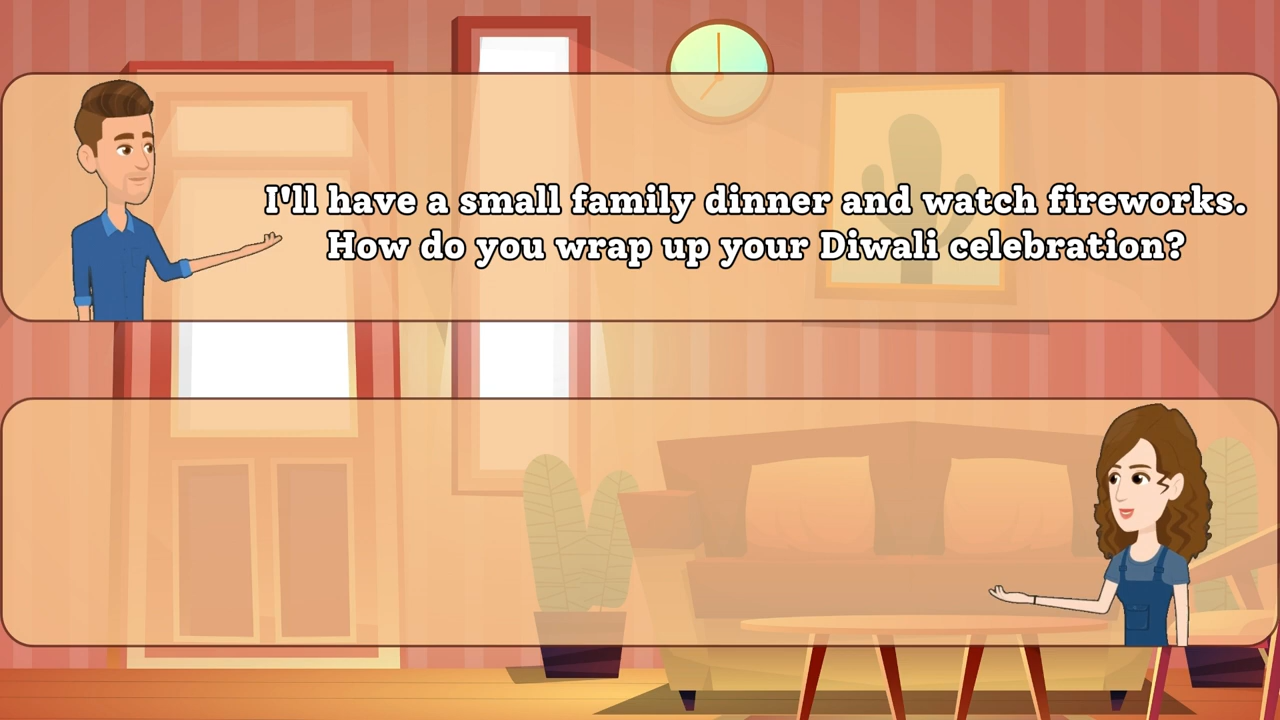 I'll have a small family dinner and watch fireworks.
How do you wrap up your Diwali celebration?